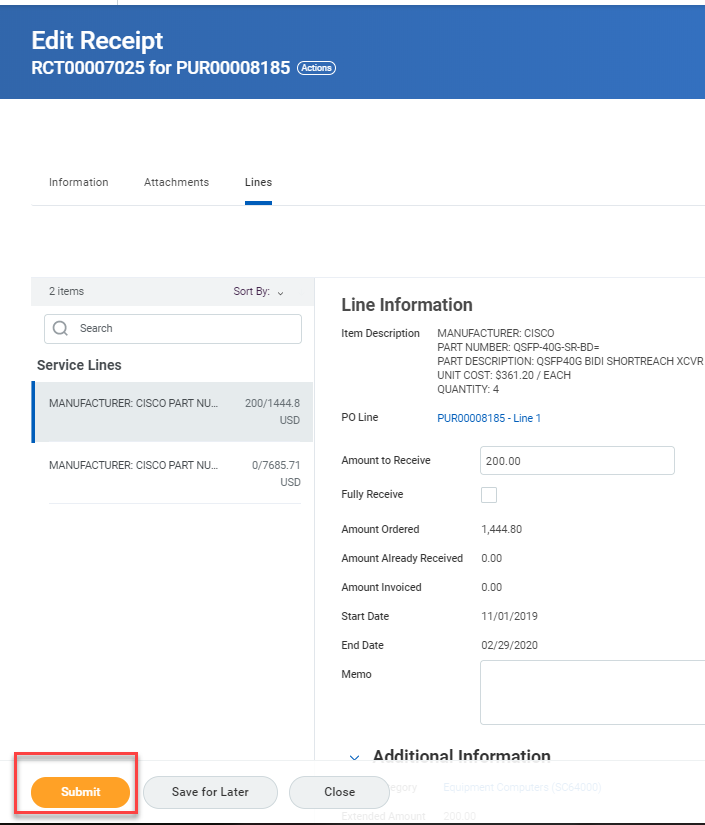 Edit Receipt
RCT00007025 for PUR00008185 Actions
Information Attachments Lines
2 items Sort By:
Search
Service Lines
MANUFACTURER: CISCO PART NU... 200/1444.8
USD
MANUFACTURER: CISCO PART NU... 0/7685.71
USD
Line Information
Item Description MANUFACTURER: CISCO
PART NUMBER: QSFP-40G-SR-BD=
PART DESCRIPTION: QSFP40G BIDI SHORTREACH XCVR
UNIT COST: $361.20 / EACH
QUANTITY: 4
PO Line PUR00008185 - Line 1
Amount to Receive 200.00
Fully Receive
Amount Ordered 1,444.80
Amount Already Received 0.00
Amount Invoiced 0.00
Start Date 11/01/2019
End Date 02/29/2020
Memo
Additional Information
egory Equipment Computers (SC64000)
Extended Amount 200.00
Submit Save for Later Close